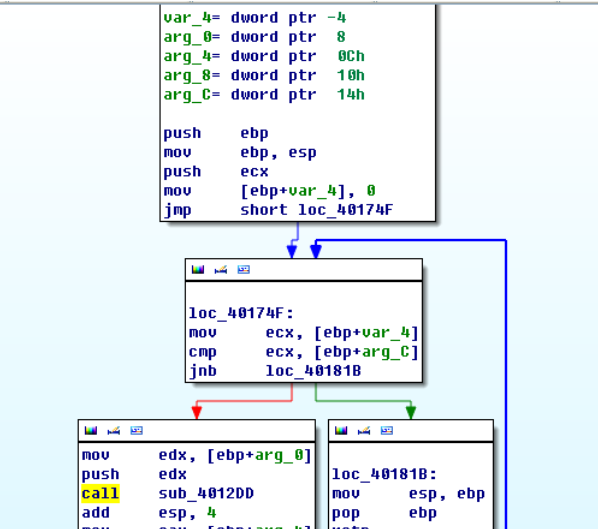 var_4= dword ptr -4
arg_0= dword ptr  8
arg_4= dword ptr  0Ch
arg_8= dword ptr  10h
arg_C= dword ptr  14h
push    ebp
mov     ebp, esp
push    ecx
mov     [ebp+var_4], 0
jmp     short loc_40174F
loc_40174F:
mov     ecx, [ebp+var_4]
cmp     ecx, [ebp+arg_C]
jnb     loc_40181B
mov     edx, [ebp+arg_0]
push    edx
call    sub_4012DD
add     esp, 4
loc_40181B:
mov     esp, ebp
pop     ebp